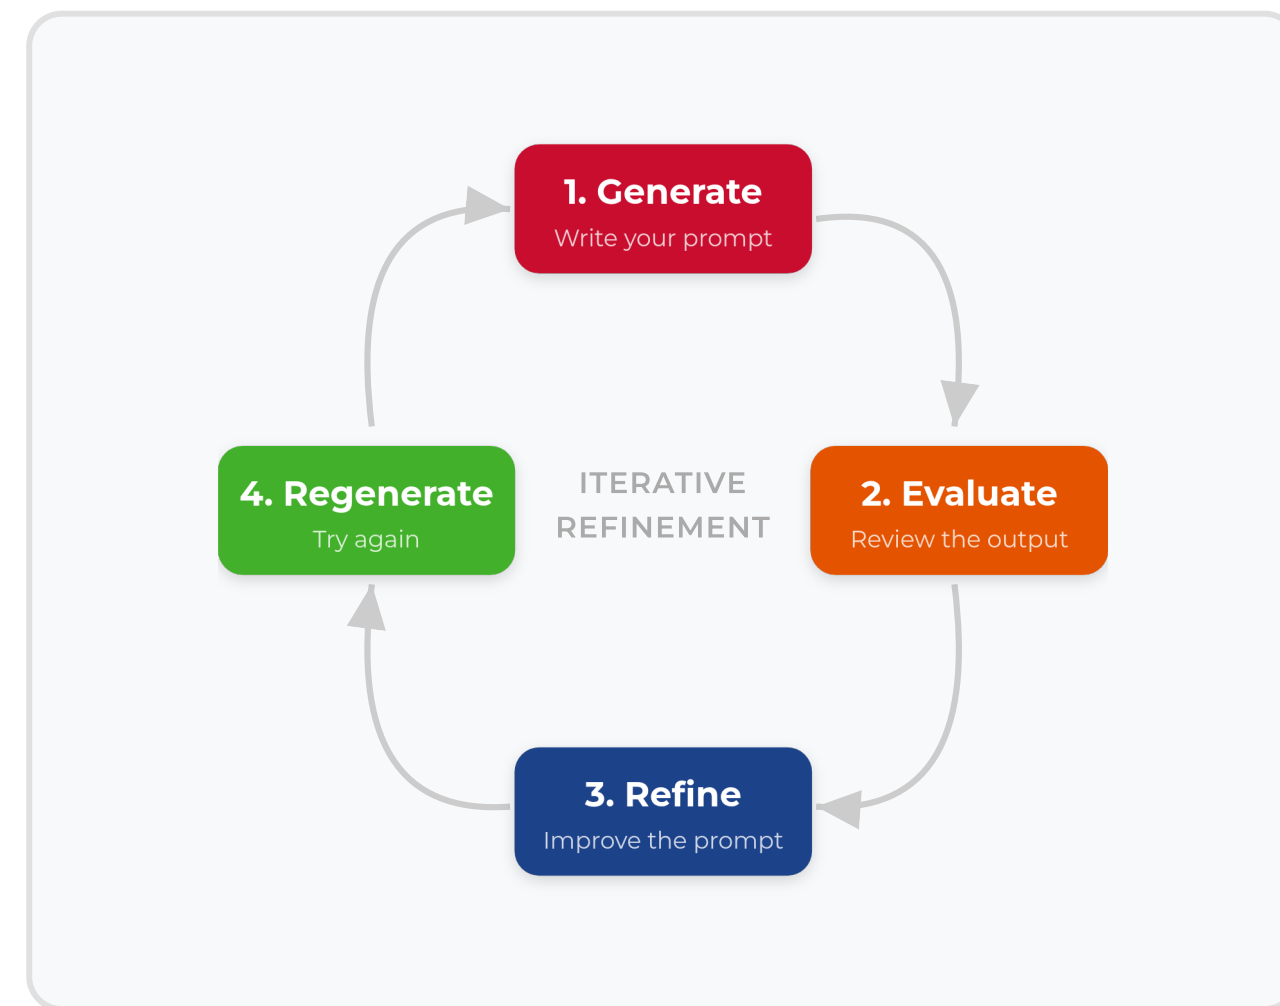 1. Generate
Write your prompt
4. Regenerate
Try again
ITERATIVE
REFINEMENT
2. Evaluate
Review the output
3. Refine
Improve the prompt